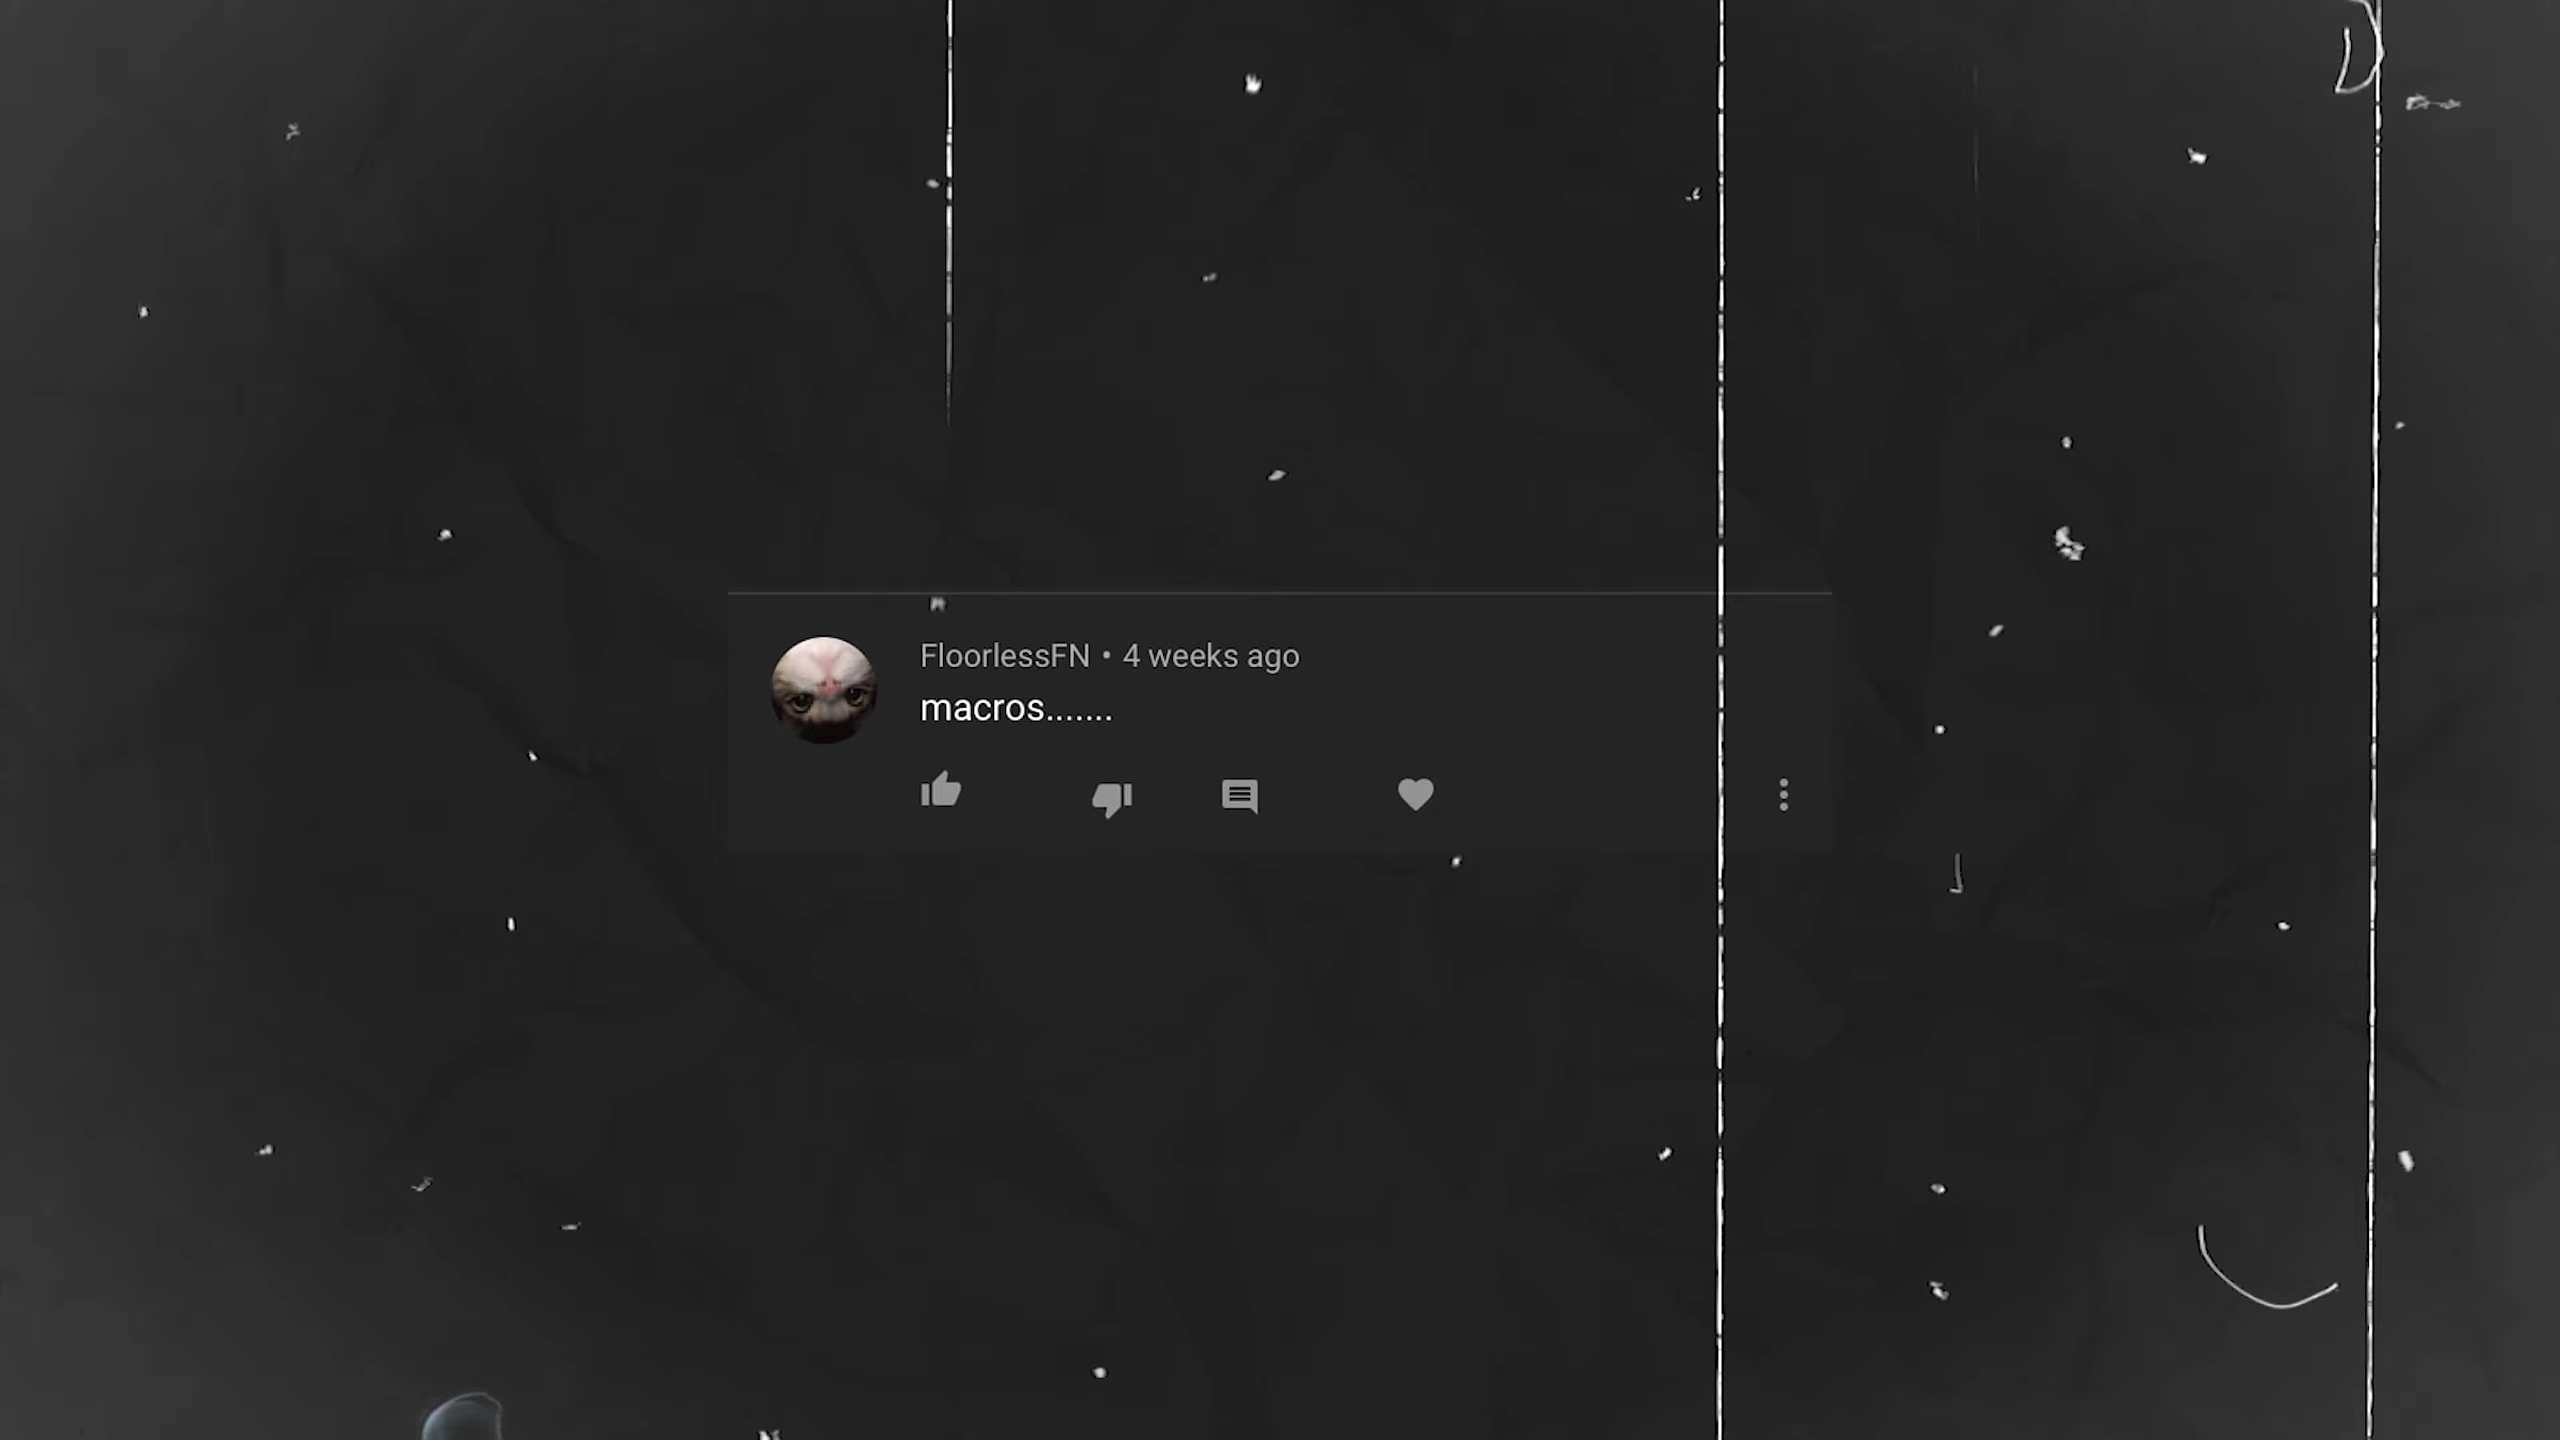 FloorlessFN • 4 weeks ago
macros.......